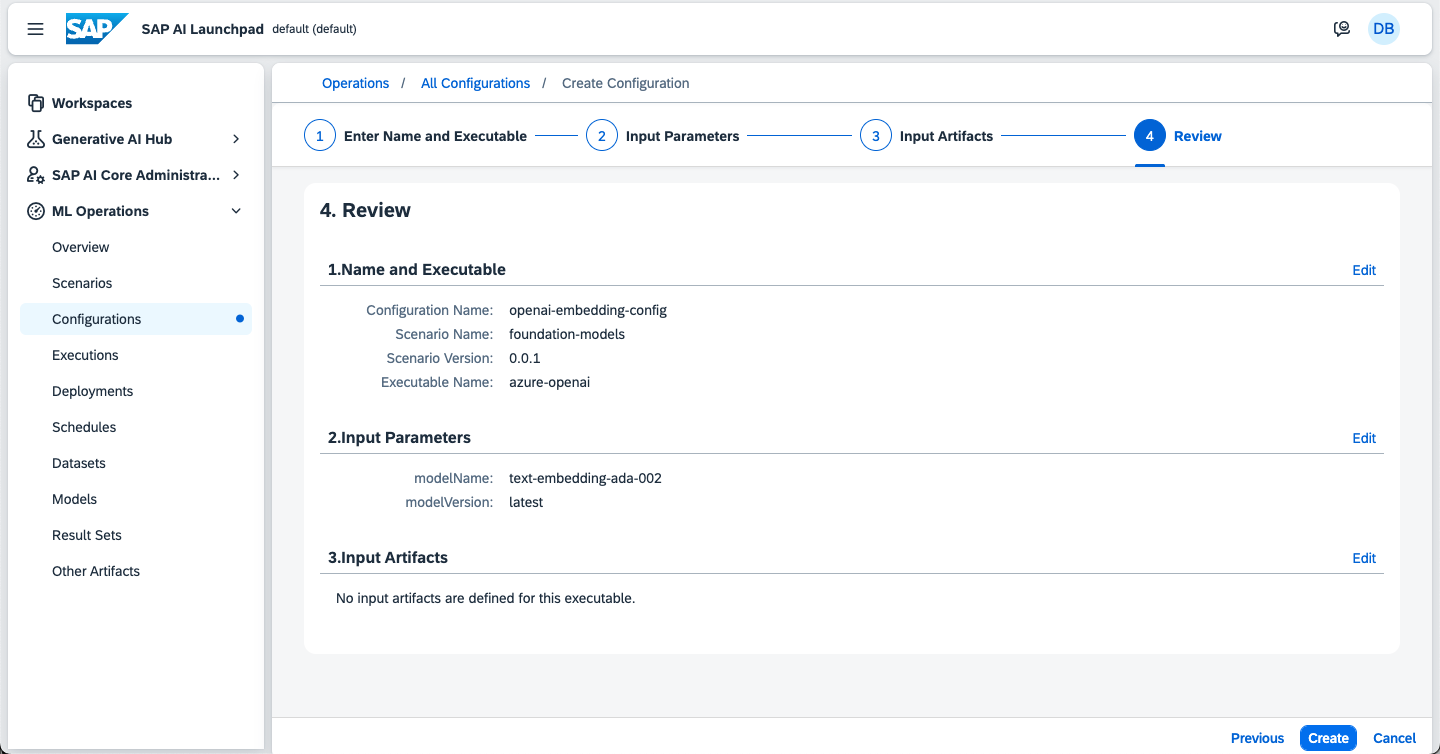 SAP SAP AI Launchpad default (default) DB
Workspaces
Generative AI Hub
SAP AI Core Administra...
ML Operations
Overview
Scenarios
Configurations
Executions
Deployments
Schedules
Datasets
Models
Result Sets
Other Artifacts
Operations / All Configurations / Create Configuration
1 Enter Name and Executable 2 Input Parameters 3 Input Artifacts 4 Review
4. Review
1.Name and Executable Edit
Configuration Name: openai-embedding-config
Scenario Name: foundation-models
Scenario Version: 0.0.1
Executable Name: azure-openai
2.Input Parameters Edit
modelName: text-embedding-ada-002
modelVersion: latest
3.Input Artifacts Edit
No input artifacts are defined for this executable.
Previous Create Cancel